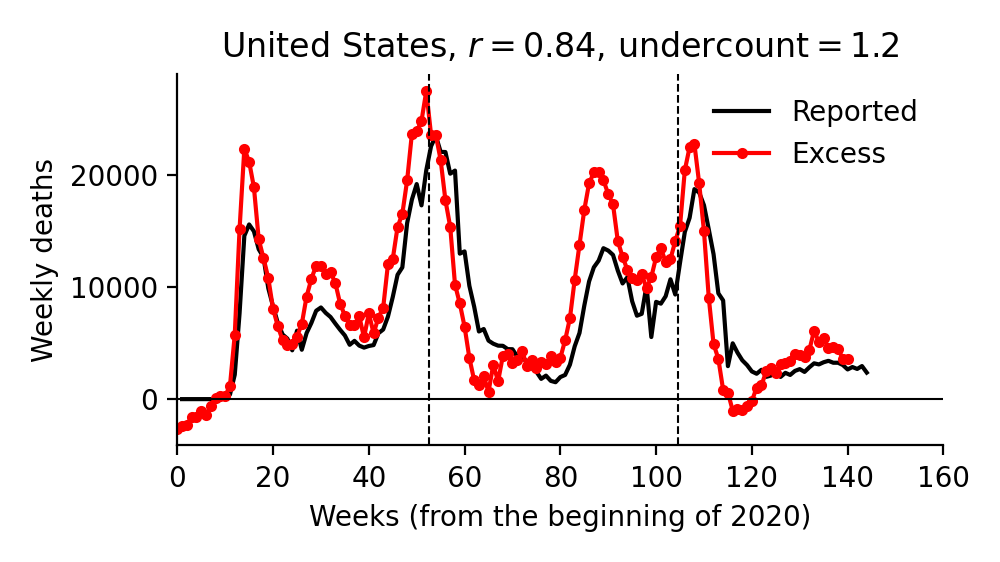 United States, r = 0.84, undercount = 1.2
Reported
Excess
Weekly deaths
20000
10000
0
0 20 40 60 80 100 120 140 160
Weeks (from the beginning of 2020)